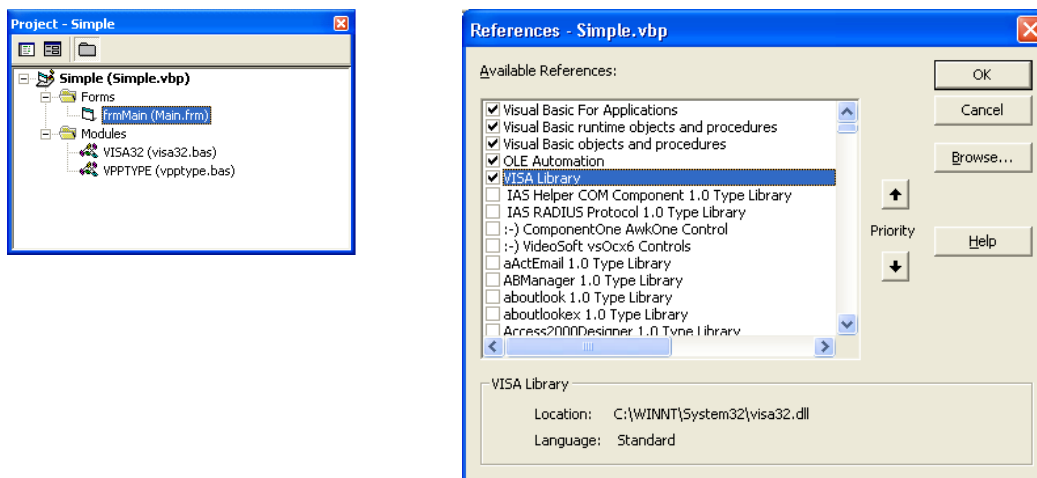 Project - Simple
Simple (Simple.vbp)
Forms
frmMain (Main.frm)
Modules
VISA32 (visa32.bas)
VPPTYPE (vpptype.bas)
References - Simple.vbp
Available References:
Visual Basic For Applications
Visual Basic runtime objects and procedures
Visual Basic objects and procedures
OLE Automation
VISA Library
IAS Helper COM Component 1.0 Type Library
IAS RADIUS Protocol 1.0 Type Library
:-) ComponentOne AwkOne Control
:-) VideoSoft vsOcx6 Controls
aActEmail 1.0 Type Library
ABManager 1.0 Type Library
aboutlook 1.0 Type Library
aboutlookex 1.0 Type Library
Access2000Designer 1.0 Type Library
OK
Cancel
Browse...
Priority
Help
VISA Library
Location: C:\WINNT\System32\visa32.dll
Language: Standard